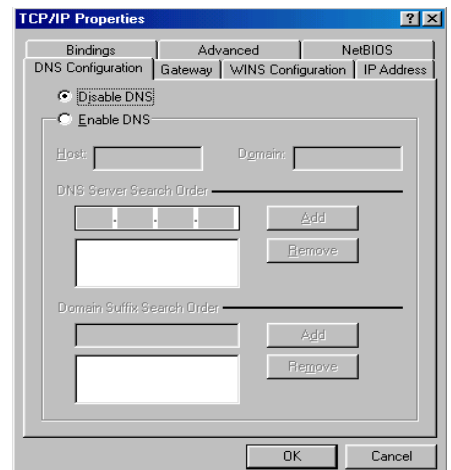 TCP/IP Properties
Bindings Advanced NetBIOS
DNS Configuration Gateway WINS Configuration IP Address
Disable DNS
Enable DNS
Host: Domain:
DNS Server Search Order
Add
Remove
Domain Suffix Search Order
Add
Remove
OK Cancel